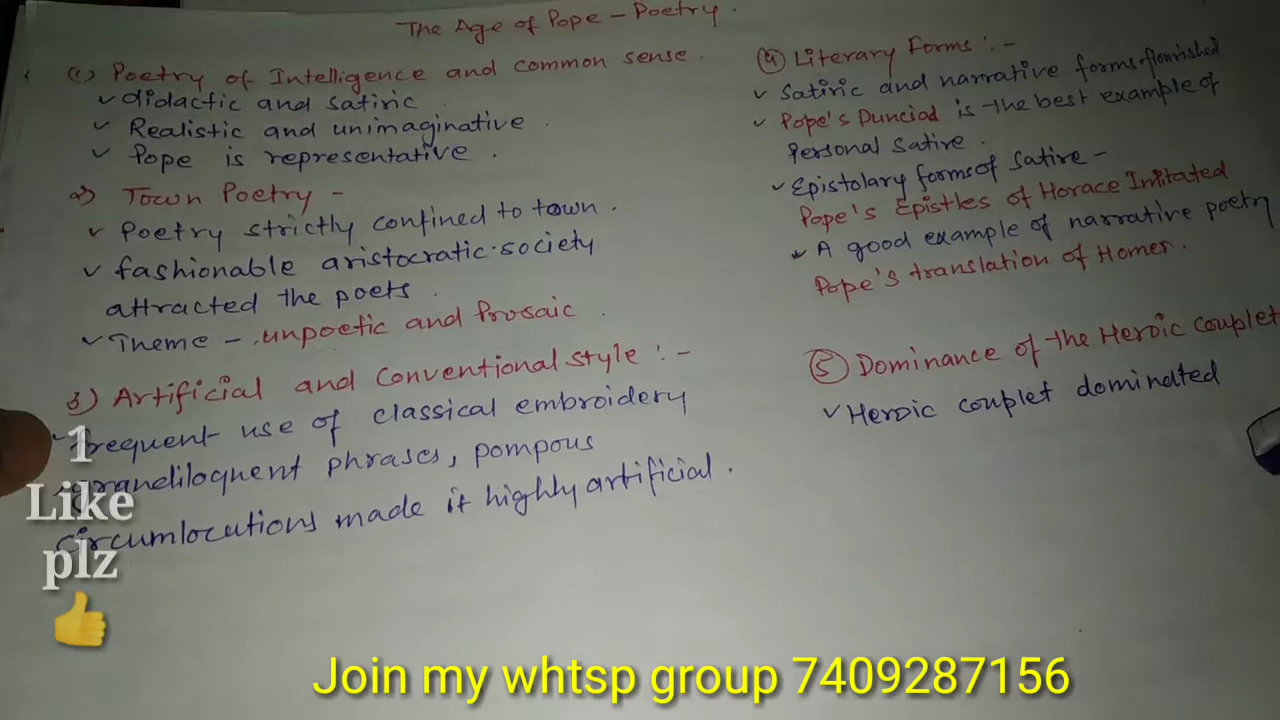 The Age of Pope - Poetry.
(1) Poetry of Intelligence and common sense.
✓ didactic and satiric
✓ Realistic and unimaginative.
✓ Pope is representative.
2) Town Poetry -
✓ Poetry strictly confined to town.
✓ fashionable aristocratic society
attracted the poets.
✓ Theme - unpoetic and Prosaic.
3) Artificial and Conventional style :-
frequent use of classical embroidery
grandiloquent phrases, pompous
circumlocutions made it highly artificial.
(4) Literary Forms :-
✓ Satiric and narrative forms flourished
✓ Pope's Dunciad is the best example of
Personal Satire.
✓ Epistolary forms of satire -
Pope's Epistles of Horace Imitated
✓ A good example of narrative poetry
Pope's translation of Homer.
(5) Dominance of the Heroic Couplet
✓ Heroic couplet dominated
1
Like
plz
👍
Join my whtsp group 7409287156